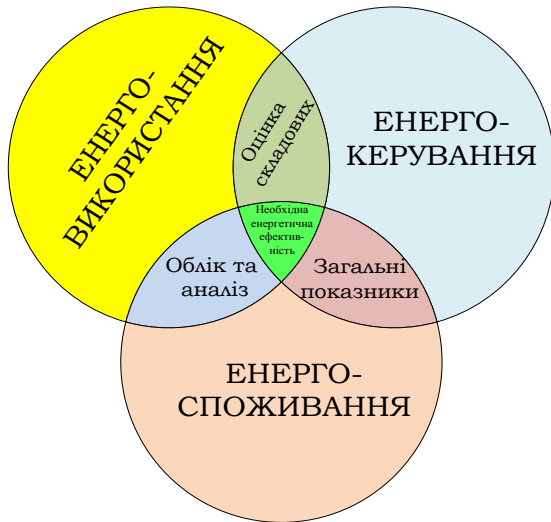 ЕНЕРГО-
ВИКОРИСТАННЯ
Оцінка
складових
ЕНЕРГО-
КЕРУВАННЯ
Необхідна
енергетична
ефектив-
ність
Облік та
аналіз
Загальні
показники
ЕНЕРГО-
СПОЖИВАННЯ